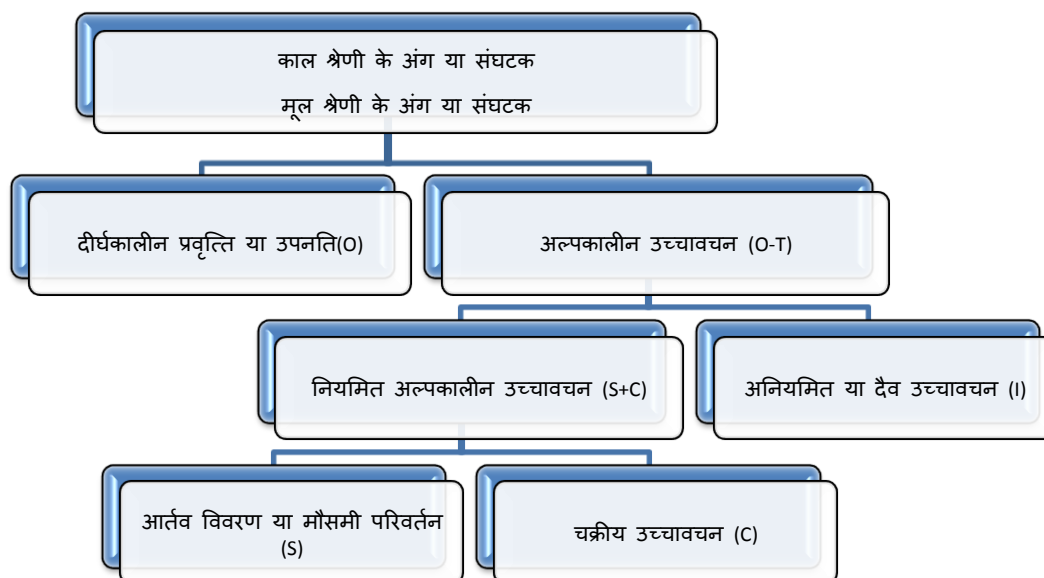 काल श्रेणी के अंग या संघटक
मूल श्रेणी के अंग या संघटक
दीर्घकालीन प्रवृत्ति या उपनति(O)
अल्पकालीन उच्चावचन (O-T)
नियमित अल्पकालीन उच्चावचन (S+C)
अनियमित या दैव उच्चावचन (I)
आर्तव विवरण या मौसमी परिवर्तन
(S)
चक्रीय उच्चावचन (C)